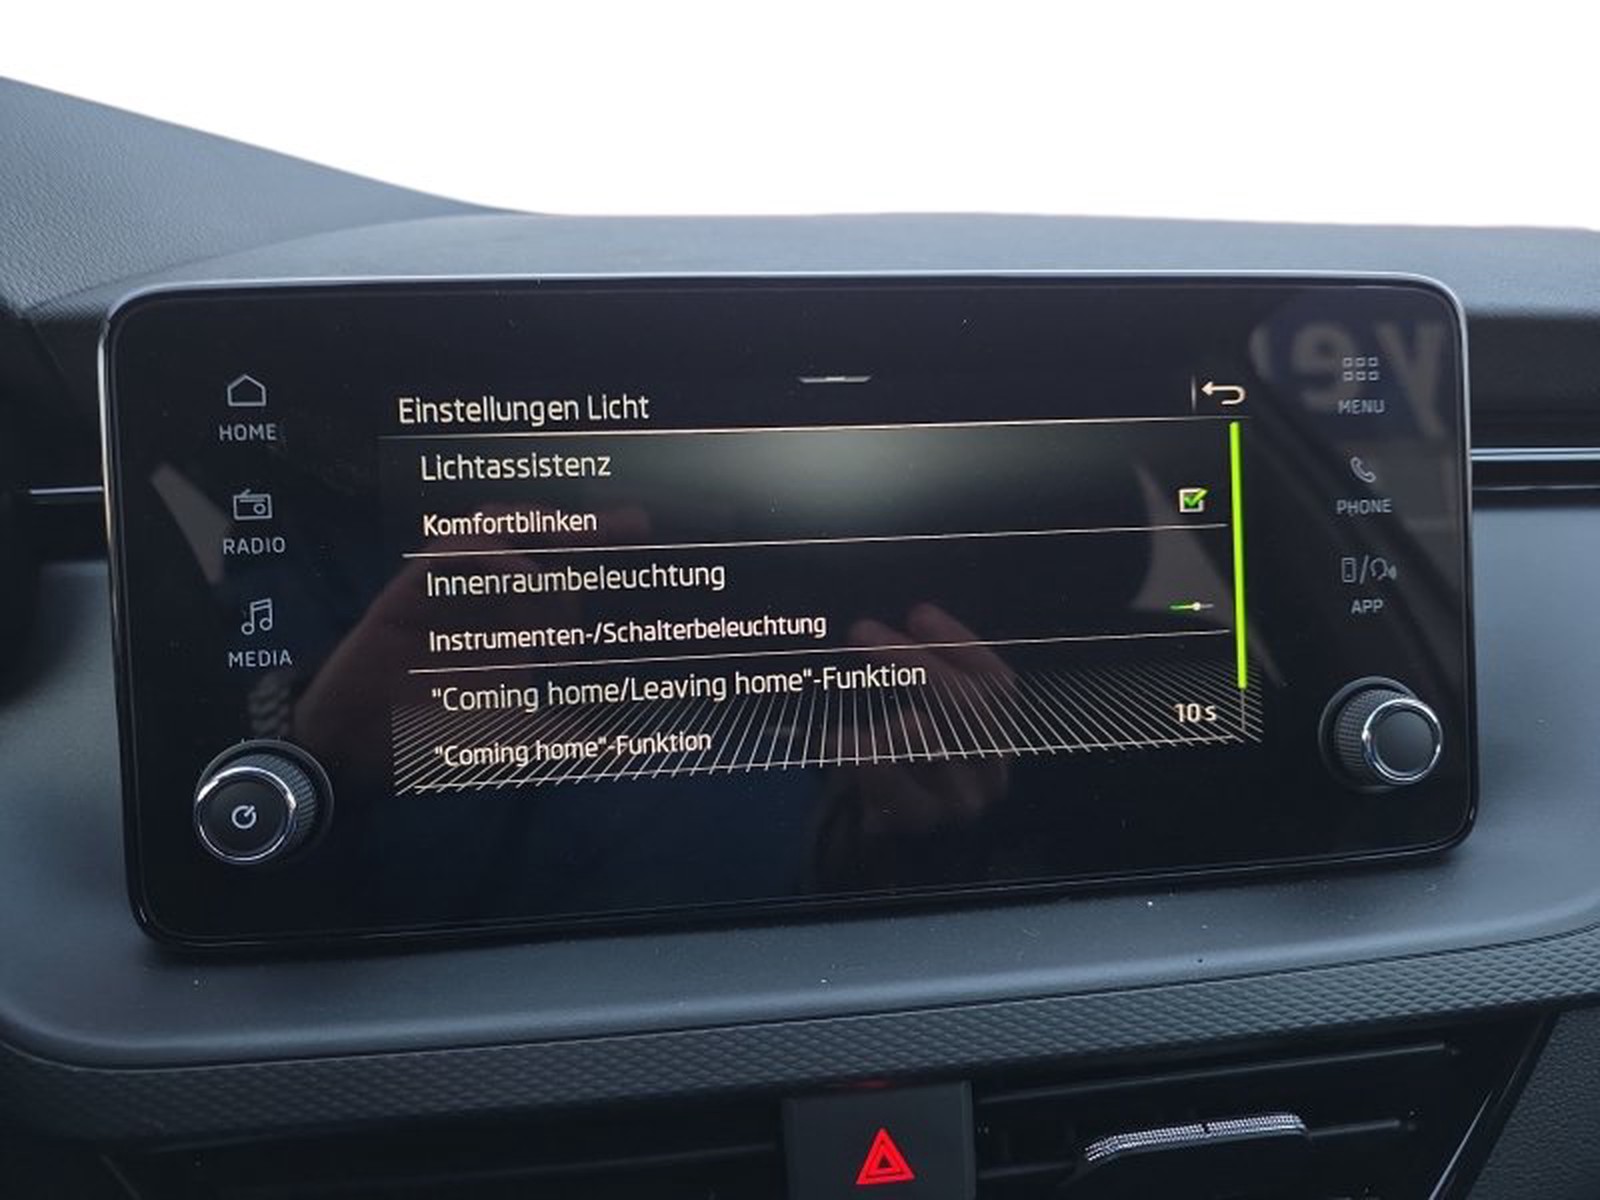 HOME
RADIO
MEDIA
Einstellungen Licht
Lichtassistenz
Komfortblinken
Innenraumbeleuchtung
Instrumenten-/Schalterbeleuchtung
"Coming home/Leaving home"-Funktion
10 s
"Coming home"-Funktion
MENU
PHONE
APP